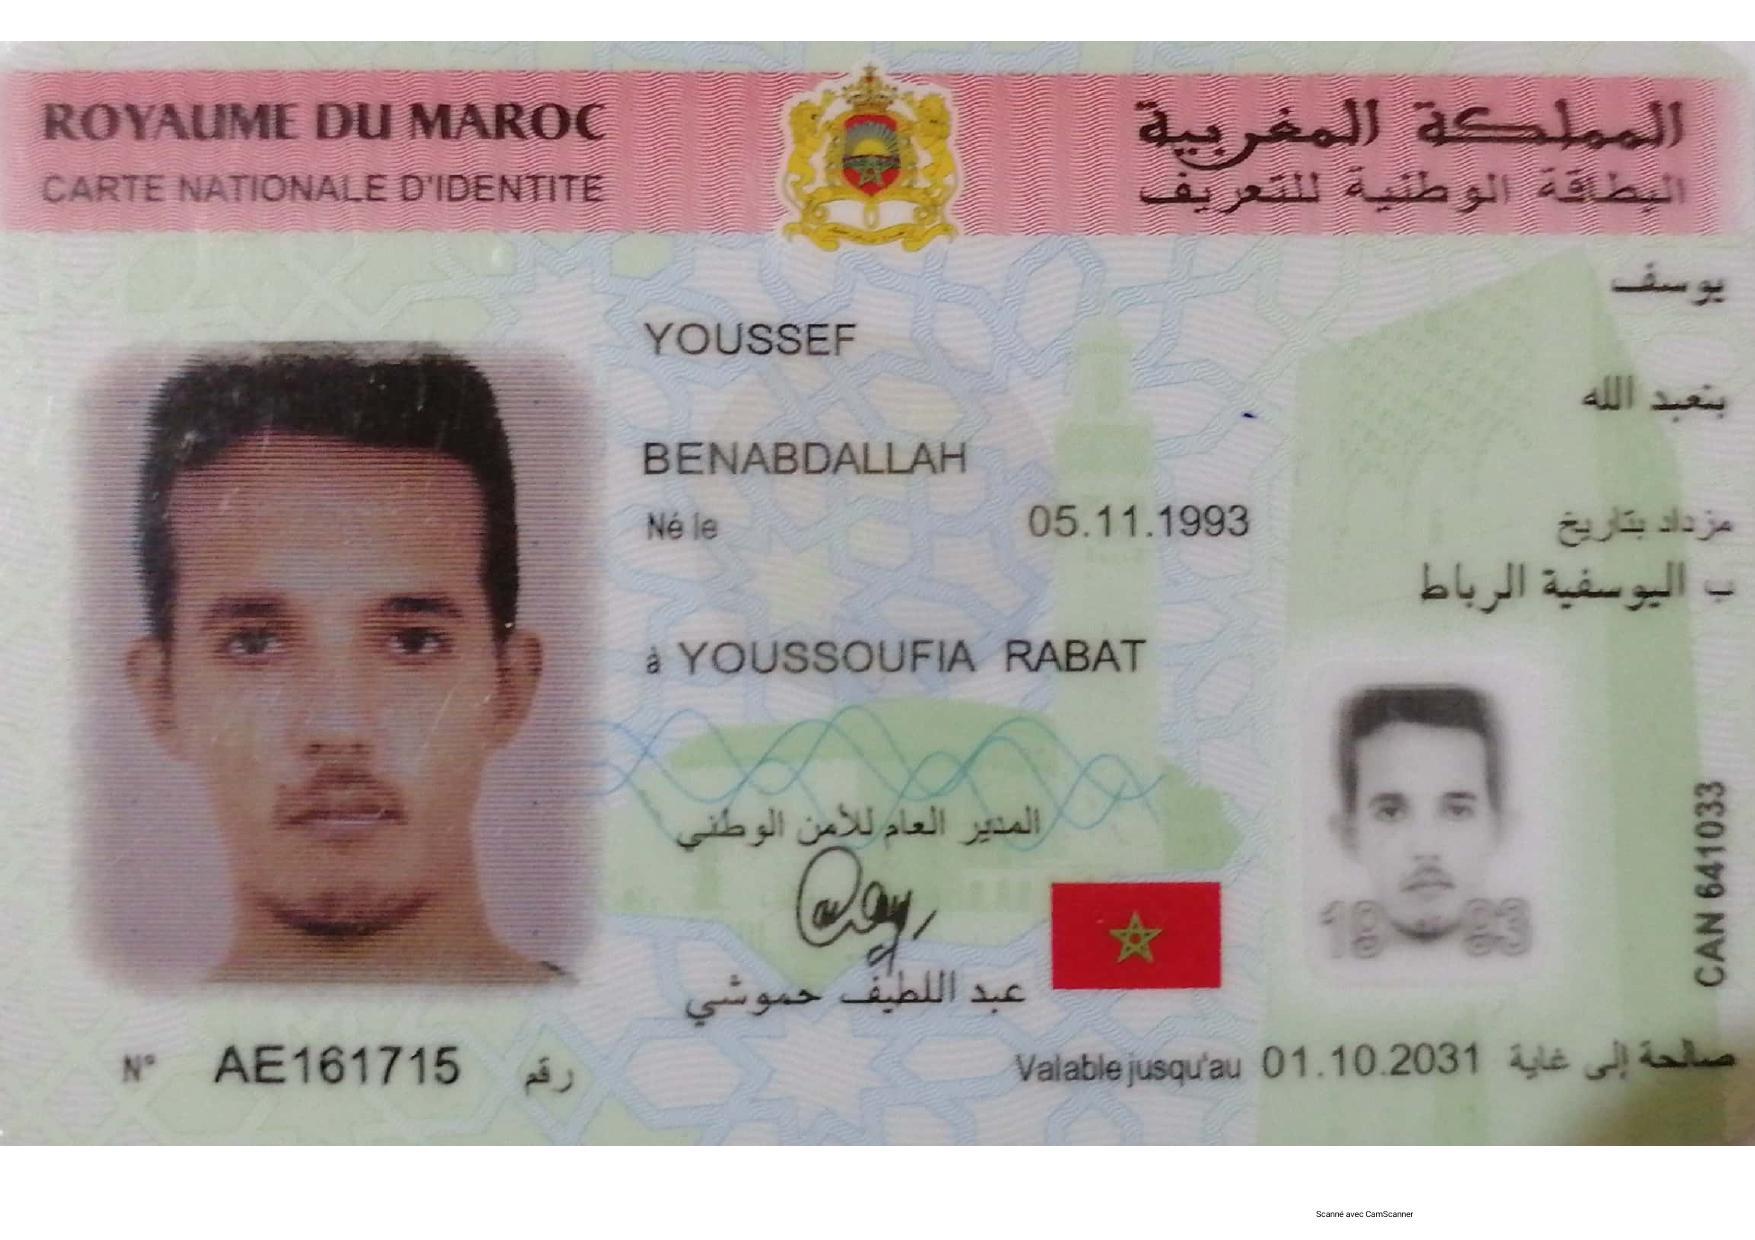 ROYAUME DU MAROC
المملكة المغربية
CARTE NATIONALE D'IDENTITE
البطاقة الوطنية للتعريف
يوسف
YOUSSEF
بنعبد الله
BENABDALLAH
Né le 05.11.1993 مزداد بتاريخ
ب اليوسفية الرباط
à YOUSSOUFIA RABAT
المدير العام للأمن الوطني
عبد اللطيف حموشي
19 93
CAN 641033
N° AE161715 رقم
Valable jusqu'au 01.10.2031 صالحة إلى غاية
Scanné avec CamScanner